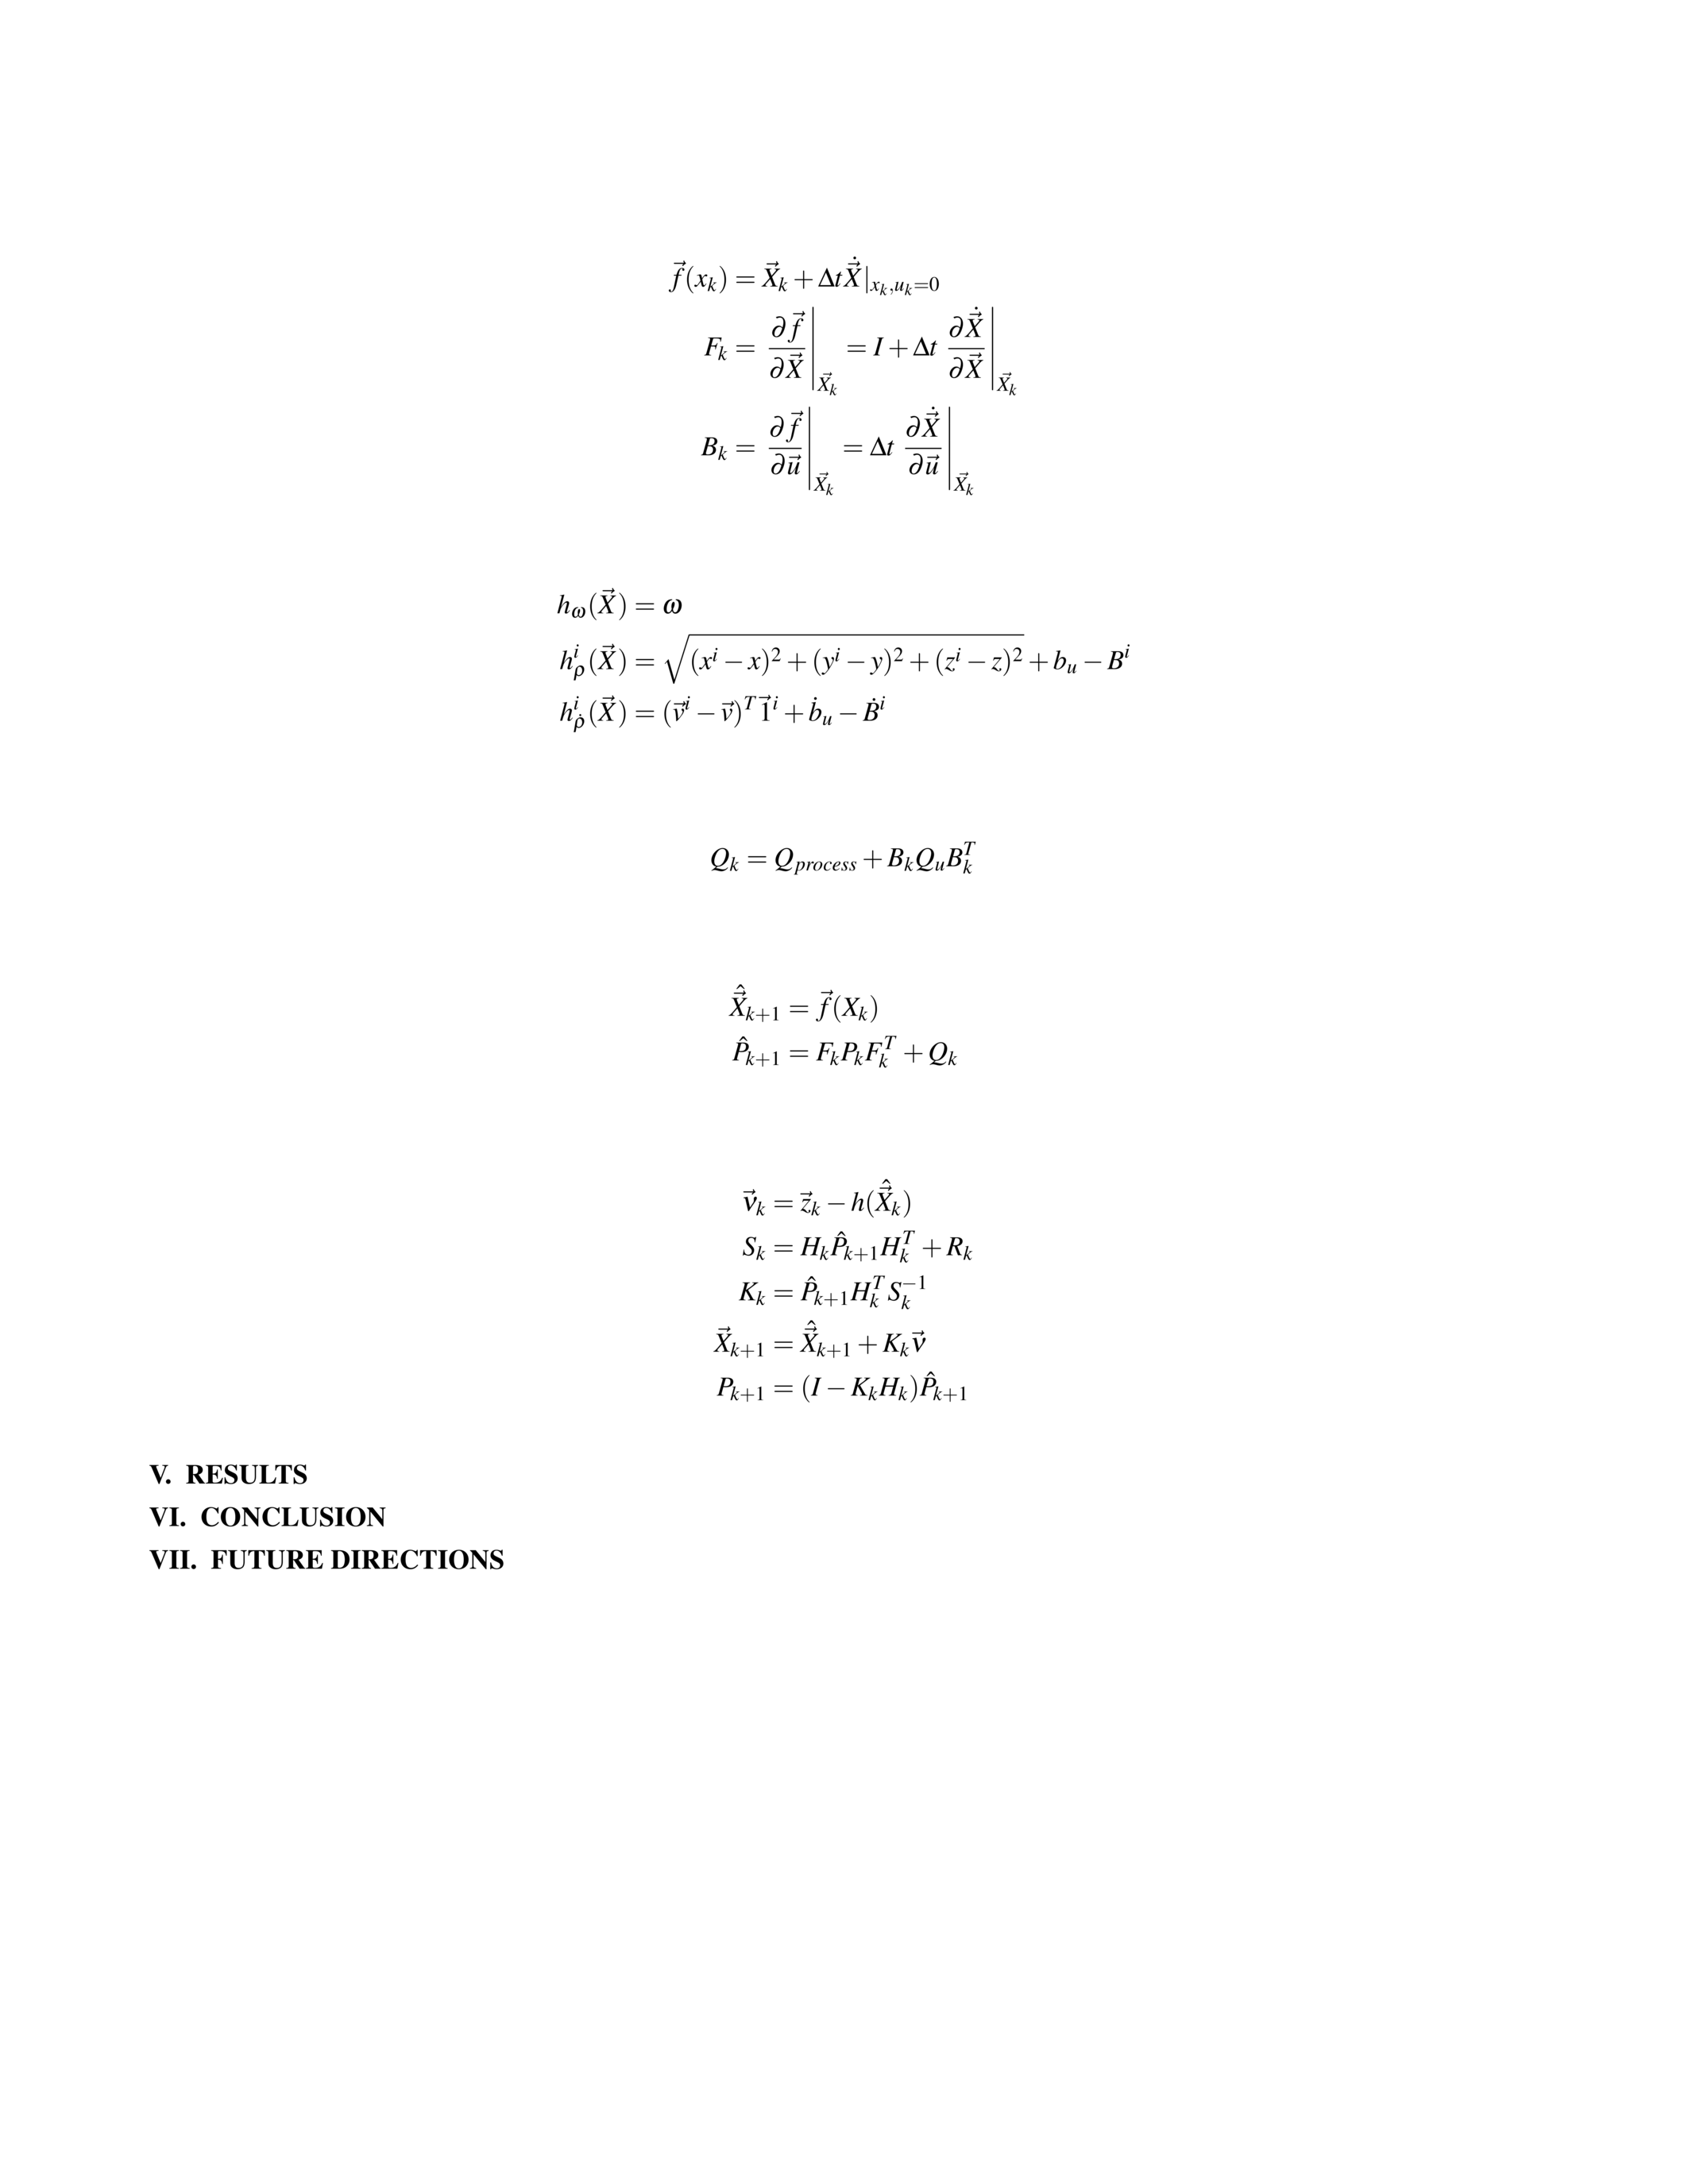 $\vec{f}(x_k) = \vec{X}_k + \Delta t \dot{\vec{X}}|_{x_k, u_k=0}$
$F_k = \left.\frac{\partial \vec{f}}{\partial \vec{X}}\right|_{\vec{X}_k} = I + \Delta t \left.\frac{\partial \dot{\vec{X}}}{\partial \vec{X}}\right|_{\vec{X}_k}$
$B_k = \left.\frac{\partial \vec{f}}{\partial \vec{u}}\right|_{\vec{X}_k} = \Delta t \left.\frac{\partial \dot{\vec{X}}}{\partial \vec{u}}\right|_{\vec{X}_k}$
$h_\omega(\vec{X}) = \omega$
$h^i_\rho(\vec{X}) = \sqrt{(x^i - x)^2 + (y^i - y)^2 + (z^i - z)^2} + b_u - B^i$
$h^i_{\dot{\rho}}(\vec{X}) = (\vec{v}^i - \vec{v})^T \vec{1}^i + \dot{b}_u - \dot{B}^i$
$Q_k = Q_{process} + B_k Q_u B_k^T$
$\hat{\vec{X}}_{k+1} = \vec{f}(X_k)$
$\hat{P}_{k+1} = F_k P_k F_k^T + Q_k$
$\vec{\nu}_k = \vec{z}_k - h(\hat{\vec{X}}_k)$
$S_k = H_k \hat{P}_{k+1} H_k^T + R_k$
$K_k = \hat{P}_{k+1} H_k^T S_k^{-1}$
$\vec{X}_{k+1} = \hat{\vec{X}}_{k+1} + K_k \vec{\nu}$
$P_{k+1} = (I - K_k H_k) \hat{P}_{k+1}$
V. RESULTS
VI. CONCLUSION
VII. FUTURE DIRECTIONS